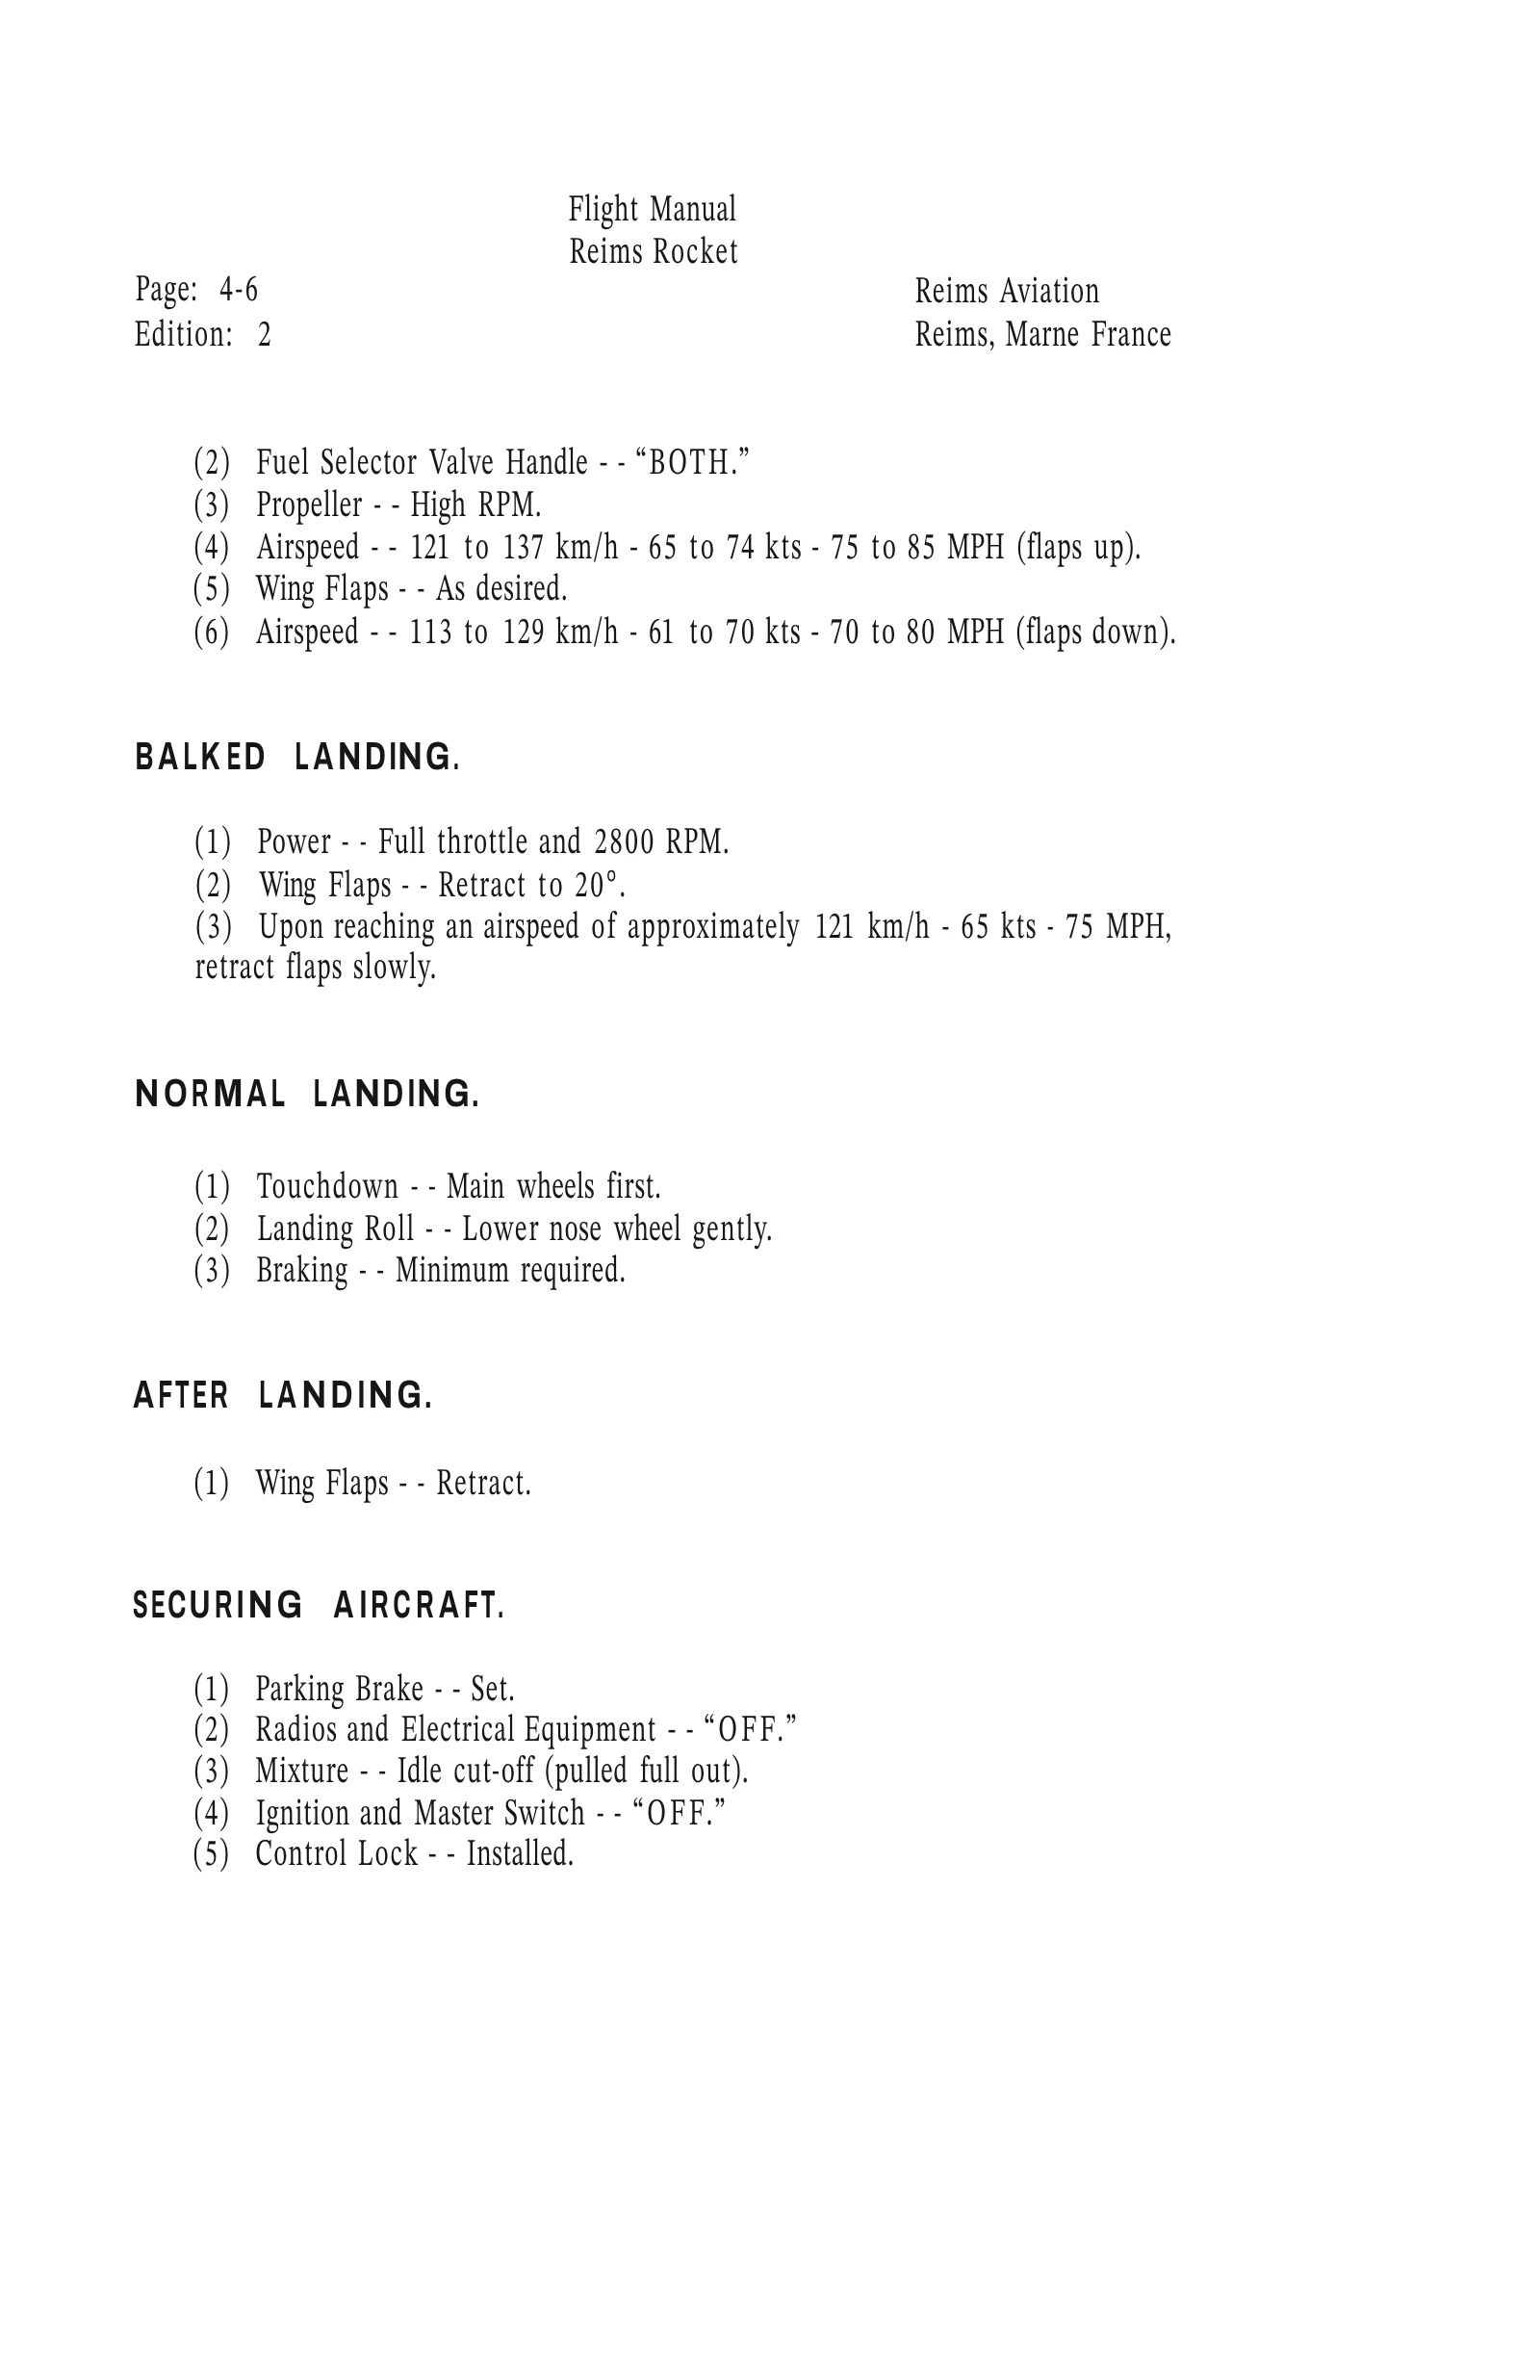 Flight Manual
Reims Rocket
Page: 4-6
Reims Aviation
Edition: 2
Reims, Marne France
(2) Fuel Selector Valve Handle - - “BOTH.”
(3) Propeller - - High RPM.
(4) Airspeed - - 121 to 137 km/h - 65 to 74 kts - 75 to 85 MPH (flaps up).
(5) Wing Flaps - - As desired.
(6) Airspeed - - 113 to 129 km/h - 61 to 70 kts - 70 to 80 MPH (flaps down).
BALKED LANDING.
(1) Power - - Full throttle and 2800 RPM.
(2) Wing Flaps - - Retract to 20°.
(3) Upon reaching an airspeed of approximately 121 km/h - 65 kts - 75 MPH,
retract flaps slowly.
NORMAL LANDING.
(1) Touchdown - - Main wheels first.
(2) Landing Roll - - Lower nose wheel gently.
(3) Braking - - Minimum required.
AFTER LANDING.
(1) Wing Flaps - - Retract.
SECURING AIRCRAFT.
(1) Parking Brake - - Set.
(2) Radios and Electrical Equipment - - “OFF.”
(3) Mixture - - Idle cut-off (pulled full out).
(4) Ignition and Master Switch - - “OFF.”
(5) Control Lock - - Installed.